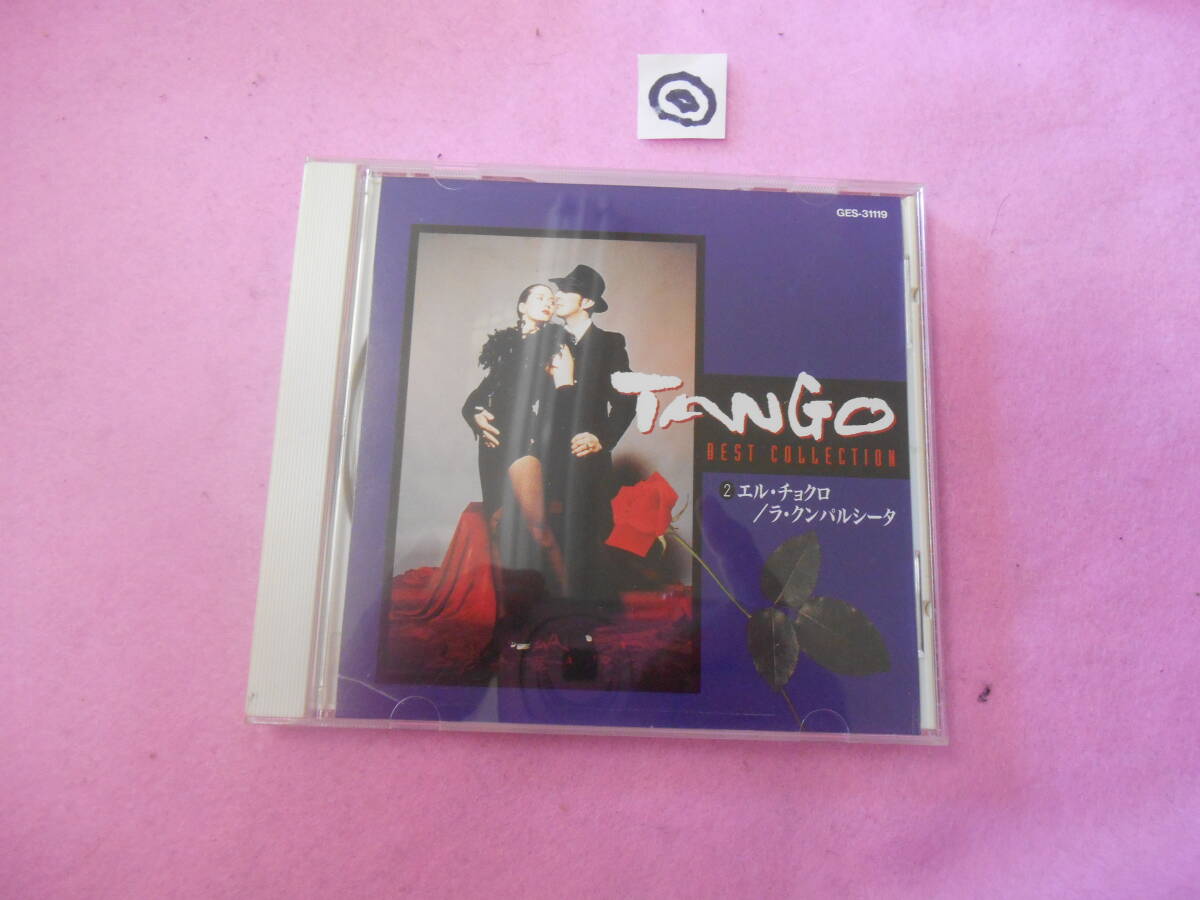 GES-31119
TANGO
BEST COLLECTION
❷エル・チョクロ
/ラ・クンパルシータ